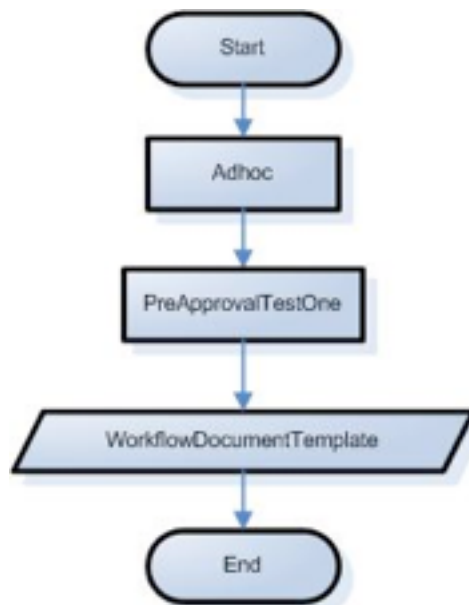 Start
Adhoc
PreApprovalTestOne
WorkflowDocumentTemplate
End